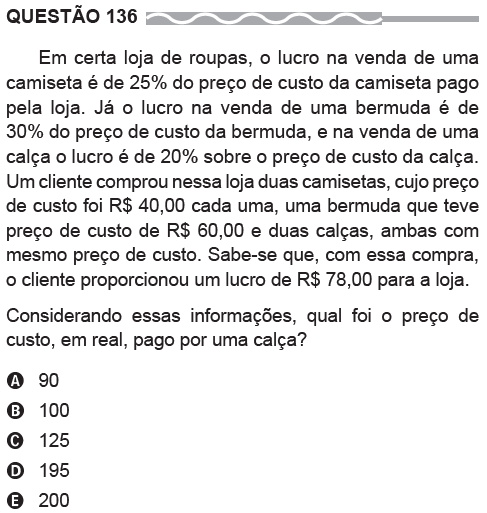 QUESTÃO 136
Em certa loja de roupas, o lucro na venda de uma
camiseta é de 25% do preço de custo da camiseta pago
pela loja. Já o lucro na venda de uma bermuda é de
30% do preço de custo da bermuda, e na venda de uma
calça o lucro é de 20% sobre o preço de custo da calça.
Um cliente comprou nessa loja duas camisetas, cujo preço
de custo foi R$ 40,00 cada uma, uma bermuda que teve
preço de custo de R$ 60,00 e duas calças, ambas com
mesmo preço de custo. Sabe-se que, com essa compra,
o cliente proporcionou um lucro de R$ 78,00 para a loja.
Considerando essas informações, qual foi o preço de
custo, em real, pago por uma calça?
A 90
B 100
C 125
D 195
E 200